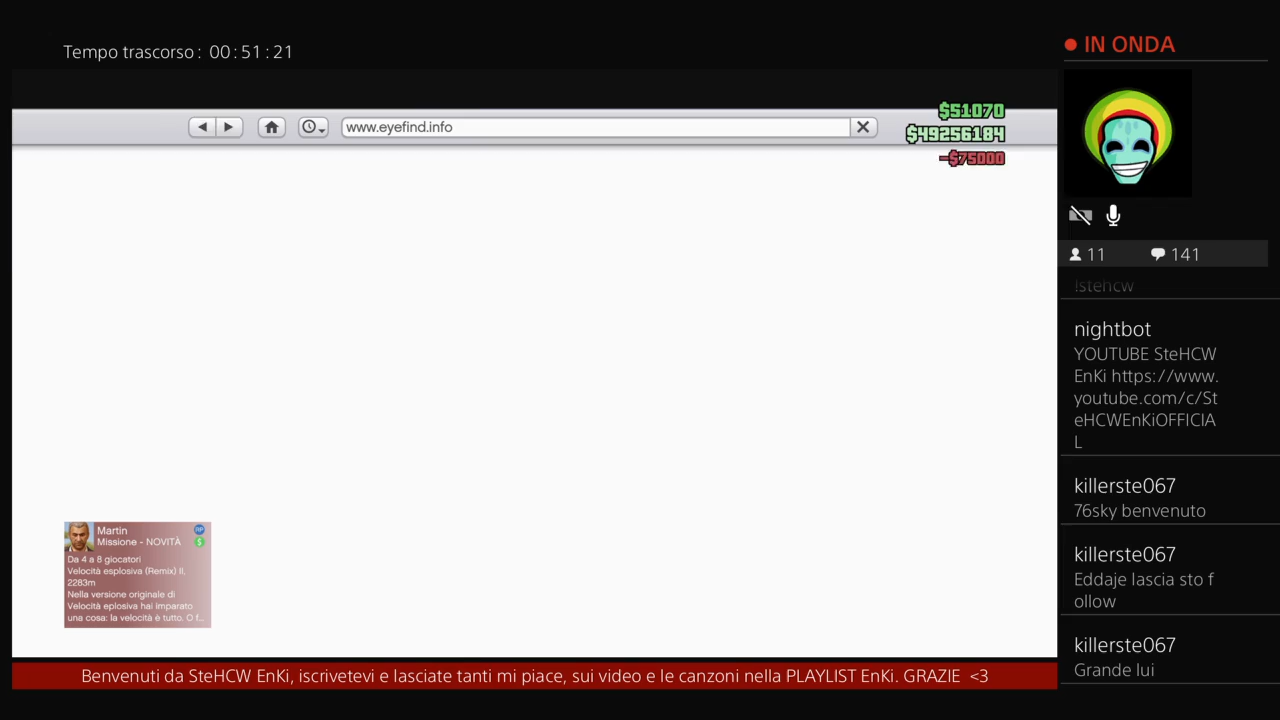 Tempo trascorso: 00:51:21
IN ONDA
www.eyefind.info
$51070
$49256184
-$75000
11
141
!stehcw
nightbot
YOUTUBE SteHCW
EnKi https://www.
youtube.com/c/St
eHCWEnKiOFFICIA
L
killerste067
76sky benvenuto
killerste067
Eddaje lascia sto f
ollow
killerste067
Grande lui
Martin
RP
Missione - NOVITÀ
$
Da 4 a 8 giocatori
Velocità esplosiva (Remix) II,
2283m
Nella versione originale di
Velocità eplosiva hai imparato
una cosa: la velocità è tutto. O f...
Benvenuti da SteHCW EnKi, iscrivetevi e lasciate tanti mi piace, sui video e le canzoni nella PLAYLIST EnKi. GRAZIE <3